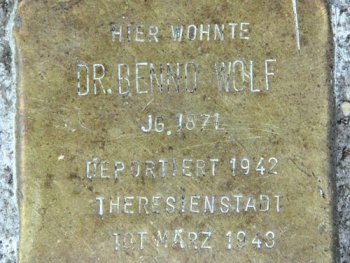 HIER WOHNTE
DR. BENNO WOLF
JG. 1871
DEPORTIERT 1942
THERESIENSTADT
TOT MÄRZ 1943